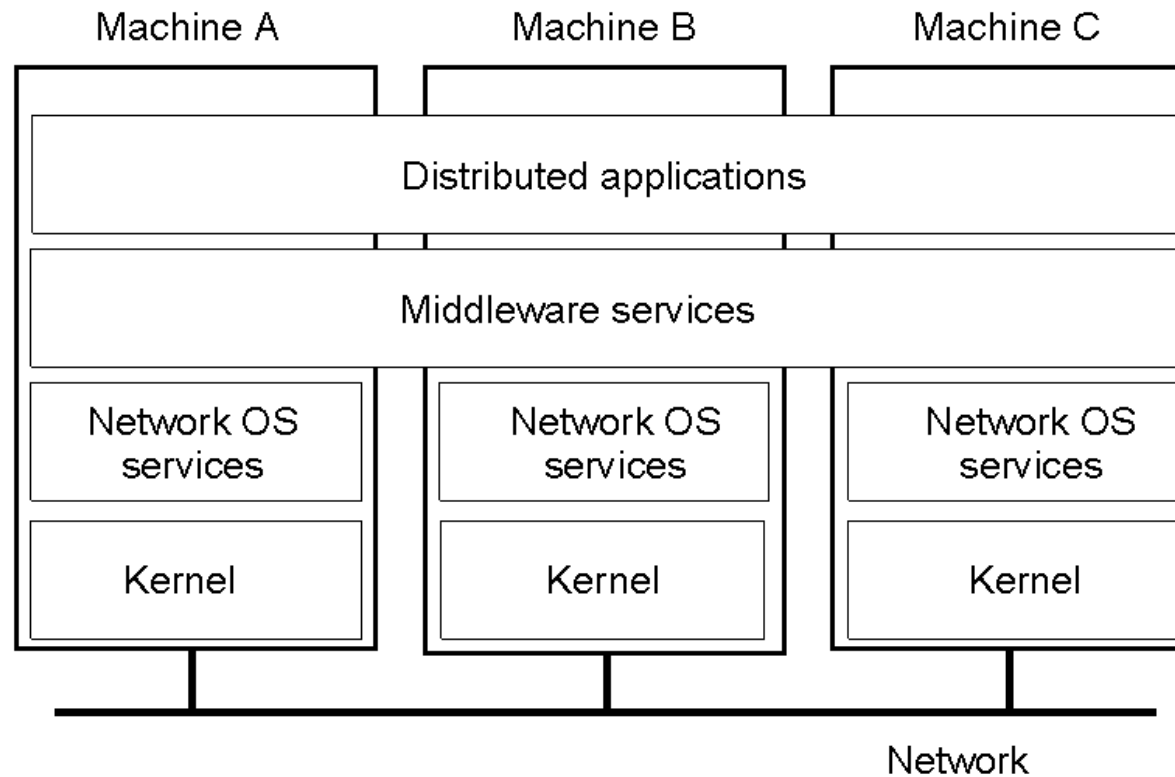 Machine A
Machine B
Machine C
Distributed applications
Middleware services
Network OS
services
Network OS
services
Network OS
services
Kernel
Kernel
Kernel
Network